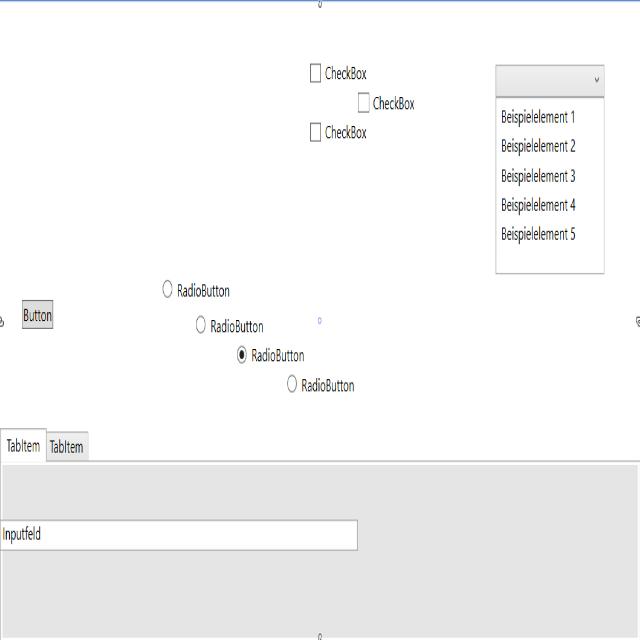 CheckBox
CheckBox
CheckBox
Beispielelement 1
Beispielelement 2
Beispielelement 3
Beispielelement 4
Beispielelement 5
RadioButton
Button
RadioButton
RadioButton
RadioButton
TabItem TabItem
Inputfeld